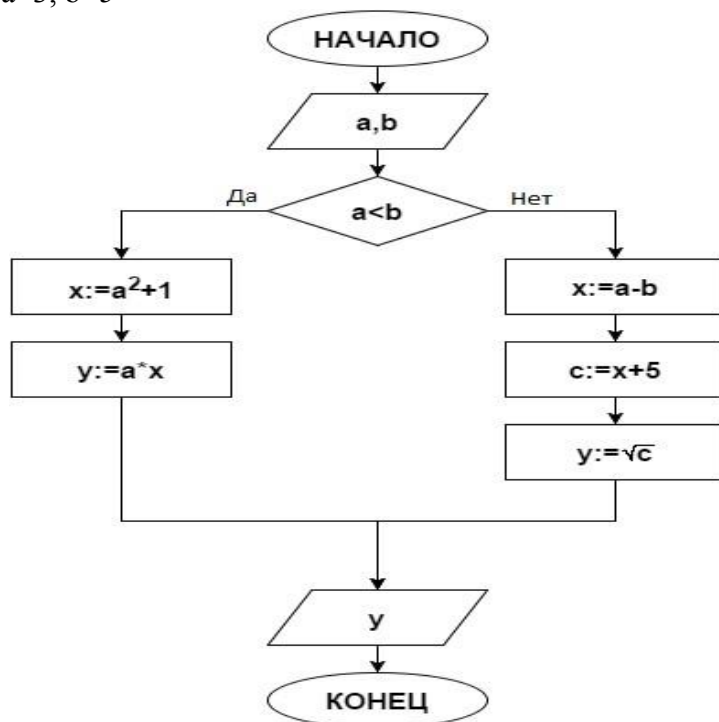 НАЧАЛО
a,b
Да
a<b
Нет
x:=a²+1
y:=a*x
x:=a-b
c:=x+5
y:=√c
y
КОНЕЦ